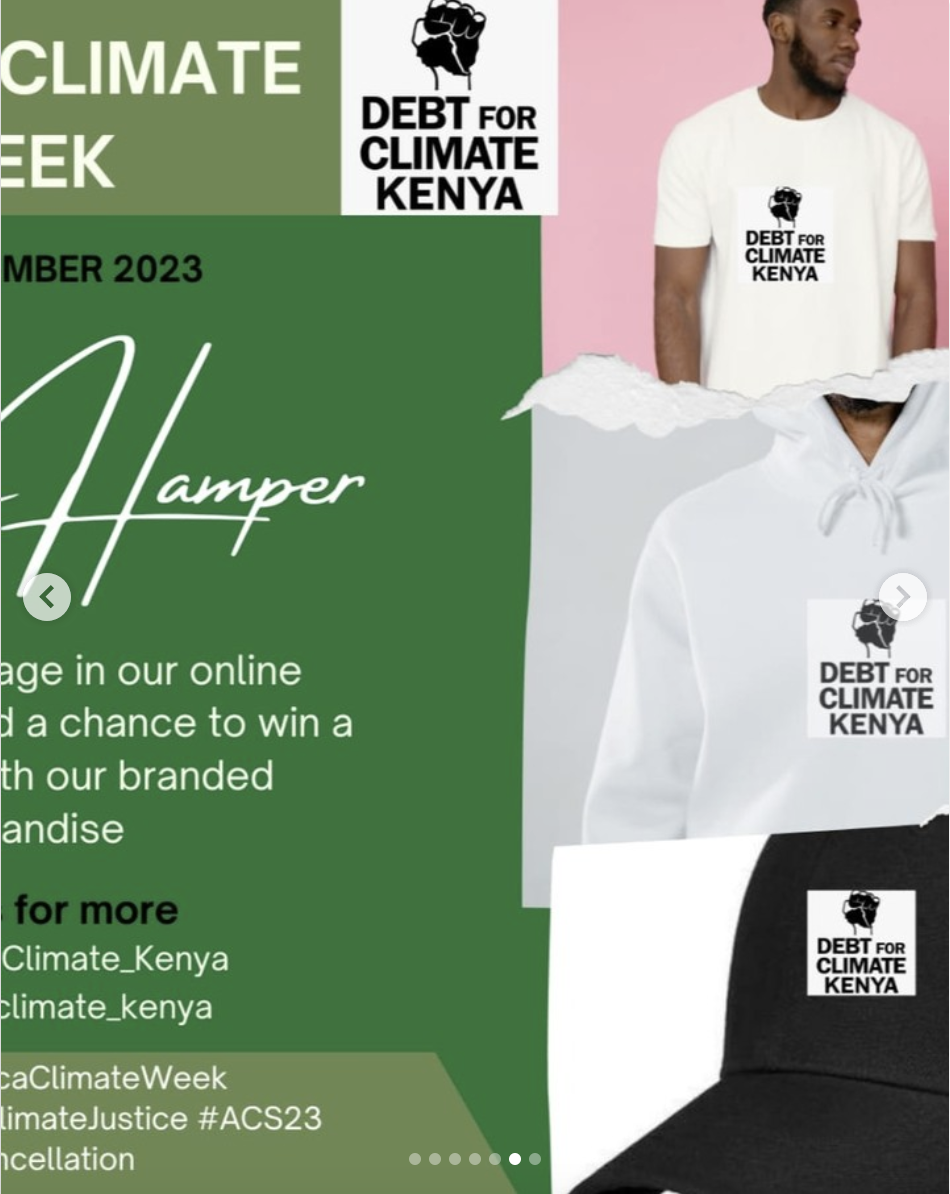 CLIMATE
EEK
DEBT FOR
CLIMATE
KENYA
MBER 2023
Hamper
age in our online
d a chance to win a
th our branded
andise
s for more
Climate_Kenya
climate_kenya
caClimateWeek
limateJustice #ACS23
ncellation
DEBT FOR
CLIMATE
KENYA
DEBT FOR
CLIMATE
KENYA
DEBT FOR
CLIMATE
KENYA